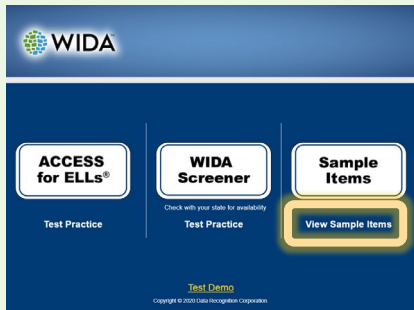 WIDA
ACCESS
for ELLs®
Test Practice
WIDA
Screener
Check with your state for availability
Test Practice
Sample
Items
View Sample Items
Test Demo
Copyright © 2020 Data Recognition Corporation.